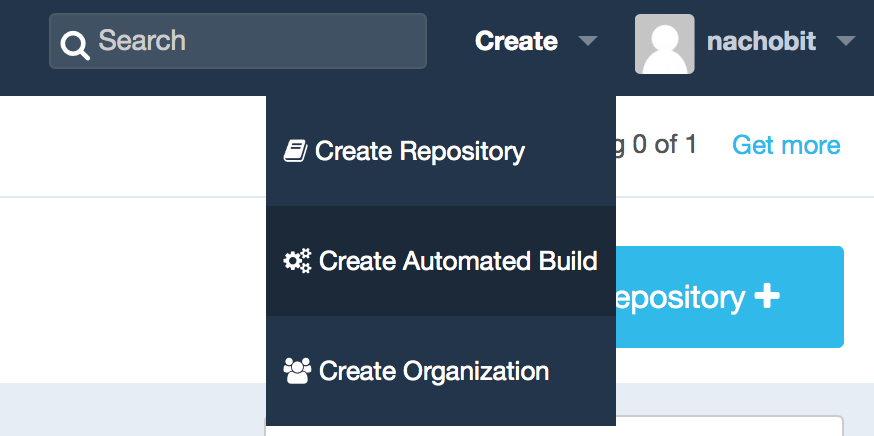 Search
Create
nachobit
Create Repository
g 0 of 1
Get more
Create Automated Build
epository +
Create Organization